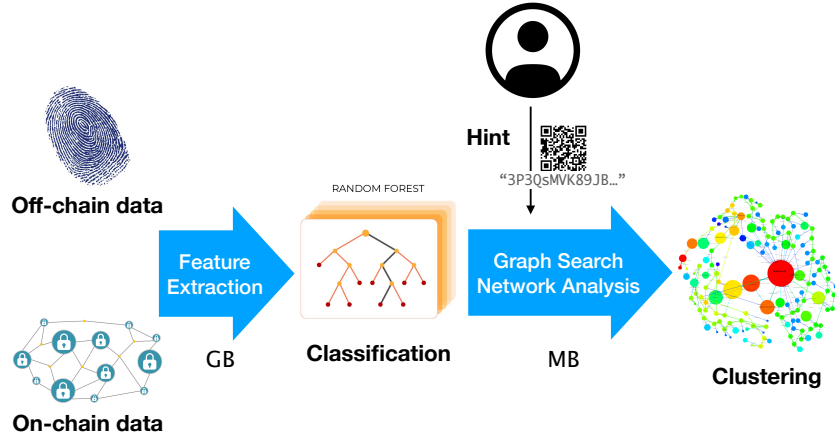 Hint
"3P3QsMVK89JB…"
Off-chain data
RANDOM FOREST
Feature
Extraction
Graph Search
Network Analysis
GB
Classification
MB
Clustering
On-chain data